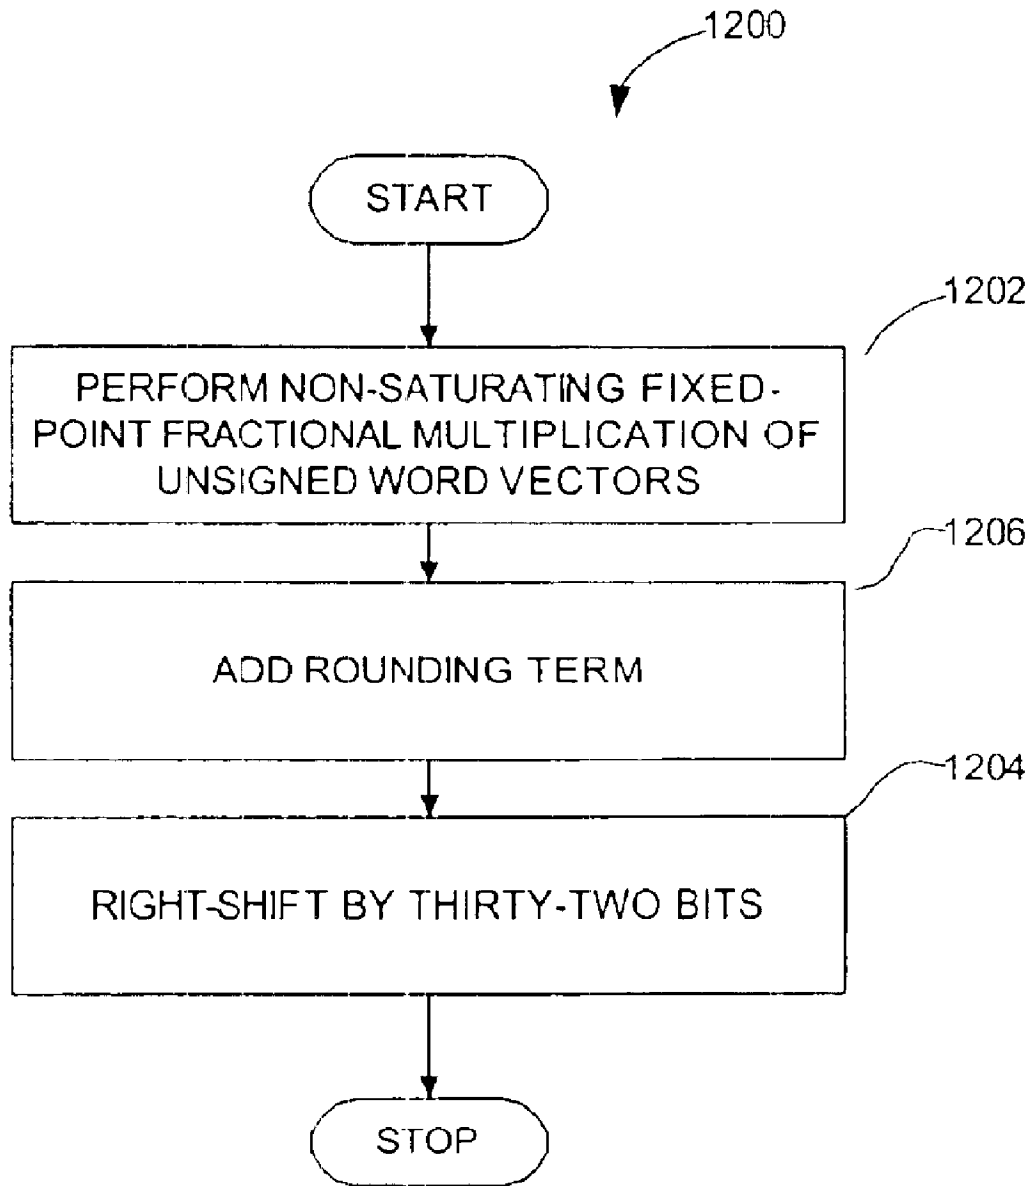 1200
START
1202
PERFORM NON-SATURATING FIXED-
POINT FRACTIONAL MULTIPLICATION OF
UNSIGNED WORD VECTORS
1206
ADD ROUNDING TERM
1204
RIGHT-SHIFT BY THIRTY-TWO BITS
STOP